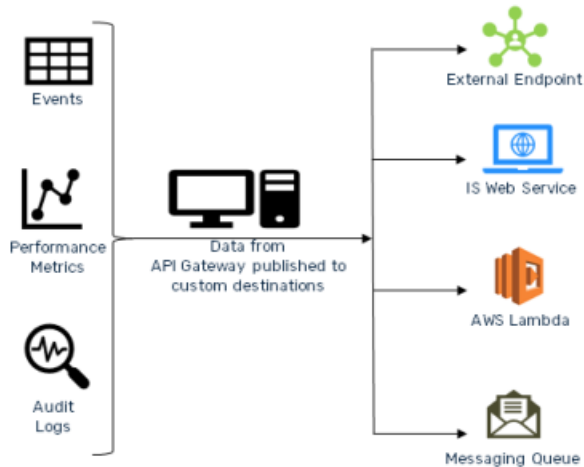 Events
Performance
Metrics
Audit
Logs
Data from
API Gateway published to
custom destinations
External Endpoint
IS Web Service
AWS Lambda
Messaging Queue